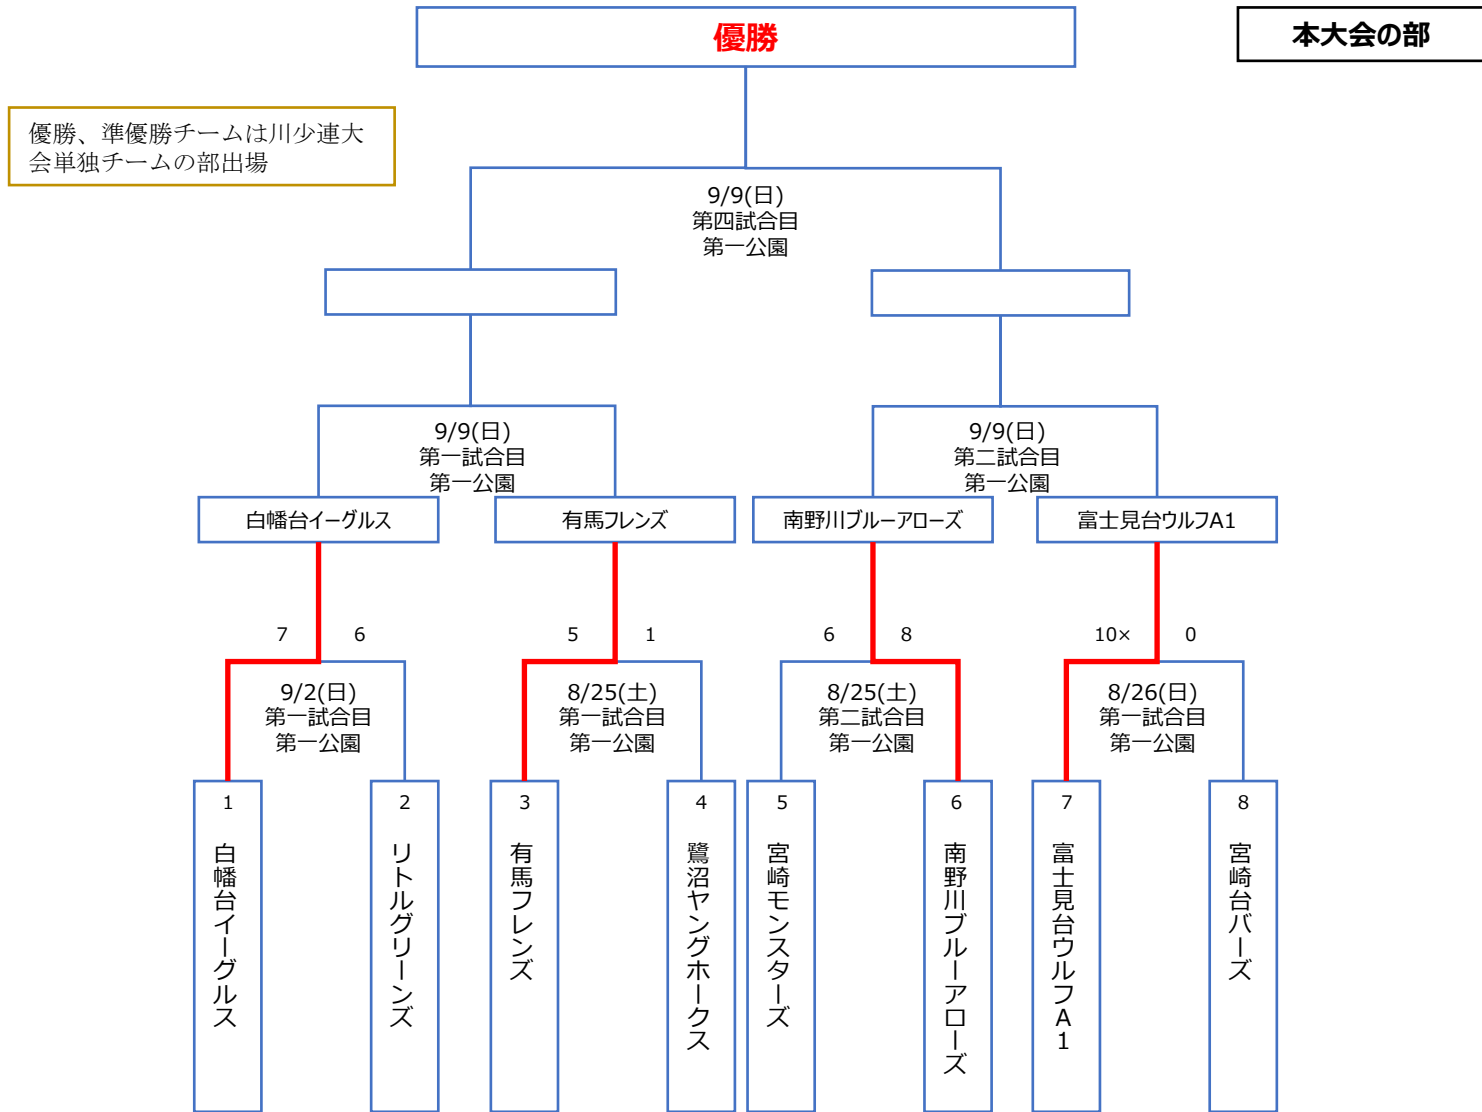 優勝
本大会の部
優勝、準優勝チームは川少連大
会単独チームの部出場
9/9(日)
第四試合目
第一公園
9/9(日)
第一試合目
第一公園
9/9(日)
第二試合目
第一公園
白幡台イーグルス
有馬フレンズ
南野川ブルーアローズ
富士見台ウルフA1
7 6
5 1
6 8
10× 0
9/2(日)
第一試合目
第一公園
8/25(土)
第一試合目
第一公園
8/25(土)
第二試合目
第一公園
8/26(日)
第一試合目
第一公園
1
白幡台イーグルス
2
リトルグリーンズ
3
有馬フレンズ
4
鷺沼ヤングホークス
5
宮崎モンスターズ
6
南野川ブルーアローズ
7
富士見台ウルフA1
8
宮崎台バーズ